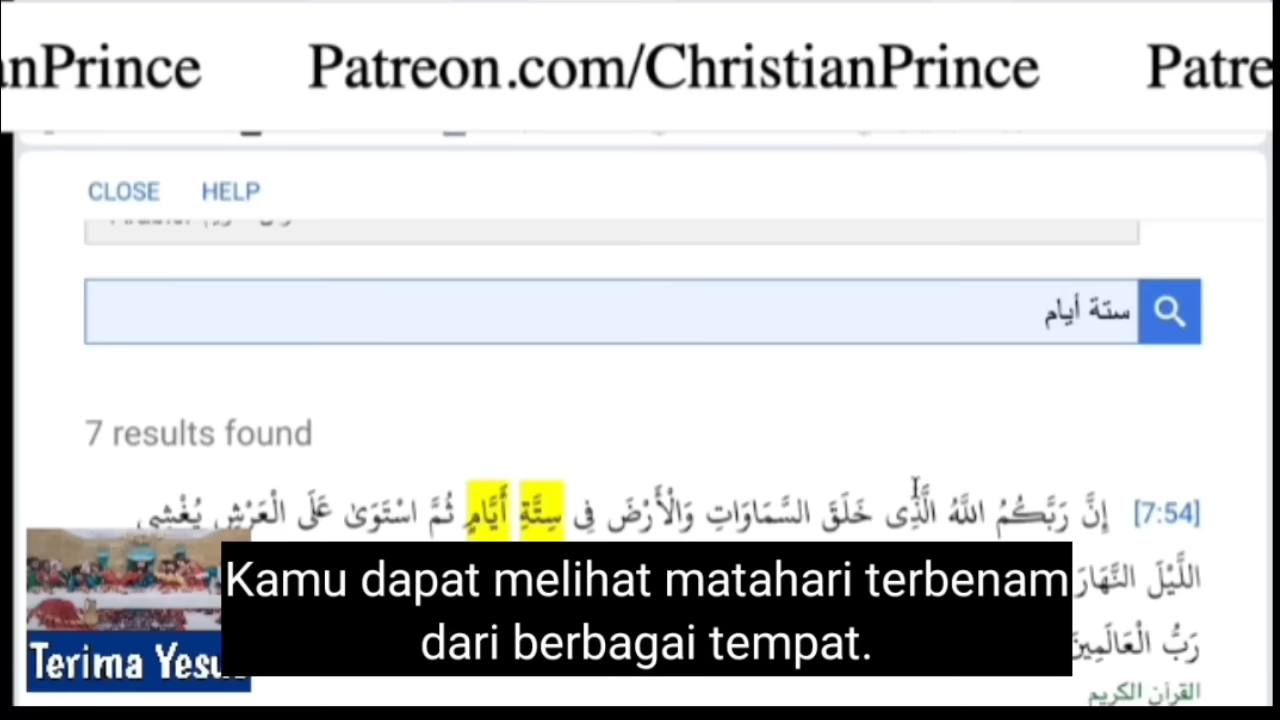 anPrince Patreon.com/ChristianPrince Patre
CLOSE HELP
ستة أيام
7 results found
[7:54] إِنَّ رَبَّكُمُ اللَّهُ الَّذِى خَلَقَ السَّمَاوَاتِ وَالْأَرْضَ فِى سِتَّةِ أَيَّامٍ ثُمَّ اسْتَوَىٰ عَلَى الْعَرْشِ يُغْشِى
اللَّيْلَ النَّهَارَ
رَبُّ الْعَالَمِينَ
القرآن الكريم
Kamu dapat melihat matahari terbenam
dari berbagai tempat.
Terima Yesu